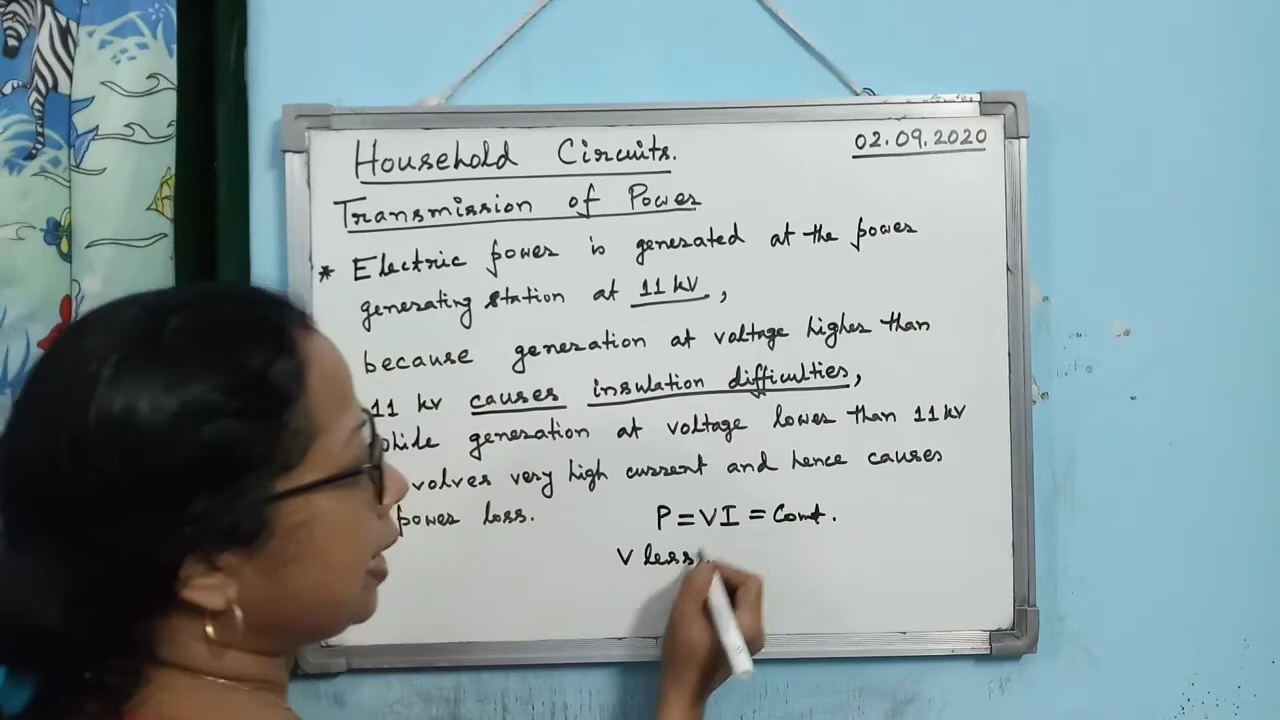 Household Circuits.
02.09.2020
Transmission of Power
* Electric power is generated at the power
generating station at 11 kV,
because generation at voltage higher than
11 kV causes insulation difficulties,
while generation at voltage lower than 11 kV
volves very high current and hence causes
power loss.
P = VI = Const.
V less